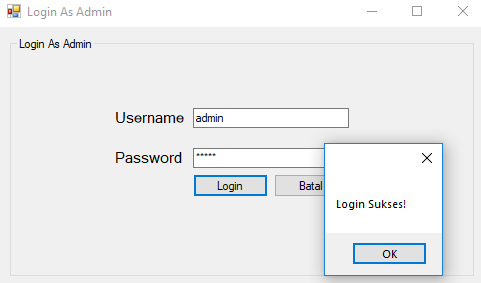 Login As Admin
Login As Admin
Username admin
Password *****
Login Batal
Login Sukses!
OK